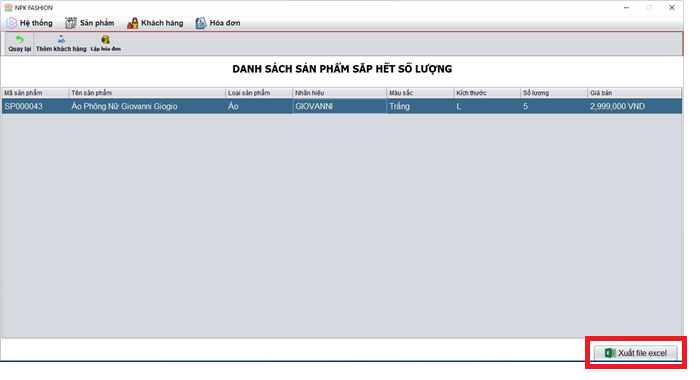 NPK FASHION
Hệ thống Sản phẩm Khách hàng Hóa đơn
Quay lại Thêm khách hàng Lập hóa đơn
DANH SÁCH SẢN PHẨM SẮP HẾT SỐ LƯỢNG
Mã sản phẩm Tên sản phẩm Loại sản phẩm Nhãn hiệu Màu sắc Kích thước Số lượng Giá bán
SP000043 Áo Phông Nữ Giovanni Giogio Áo GIOVANNI Trắng L 5 2,999,000 VND
Xuất file excel